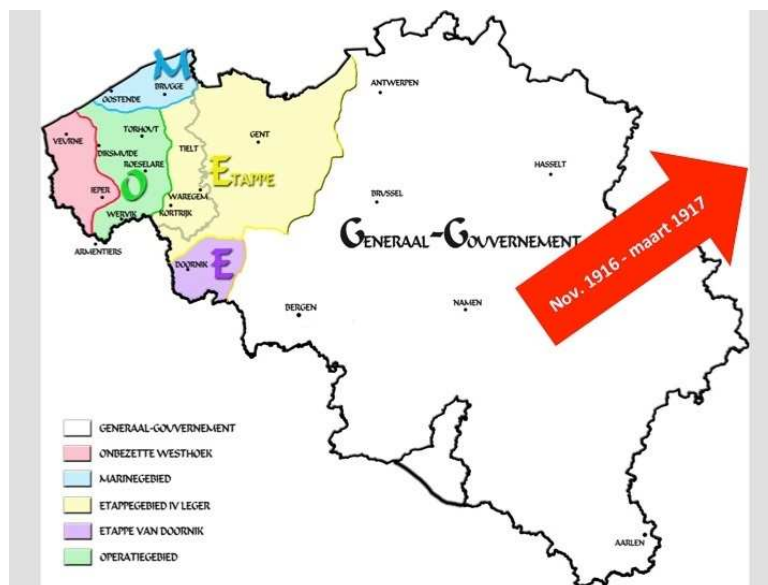 M
OOSTENDE
BRUGGE
ANTWERPEN
VEURNE
TORHOUT
DIKSMUIDE
ROESELARE
TIELT
GENT
HASSELT
IEPER
O
WAREGEM
ETAPPE
BRUSSEL
WERVIK
KORTRIJK
ARMENTIERS
GENERAAL-GOUVERNEMENT
Nov. 1916 - maart 1917
DOORNIK
E
BERGEN
NAMEN
AARLEN
GENERAAL-GOUVERNEMENT
ONBEZETTE WESTHOEK
MARINEGEBIED
ETAPPEGEBIED IV LEGER
ETAPPE VAN DOORNIK
OPERATIEGEBIED